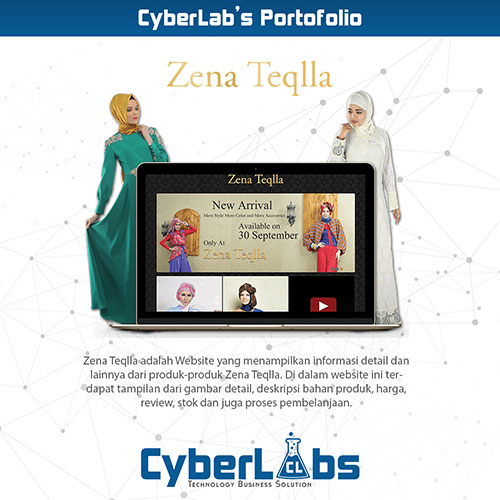 CyberLab's Portofolio
Zena Teqlla
Zena Teqlla
New Arrival
More Style More Color and More Accessories
Available on
30 September
Only At
Zena Teqlla
Zena Teqlla adalah Website yang menampilkan informasi detail dan
lainnya dari produk-produk Zena Teqlla. Di dalam website ini ter-
dapat tampilan dari gambar detail, deskripsi bahan produk, harga,
review, stok dan juga proses pembelanjaan.
CyberLabs
CL
Technology Business Solution